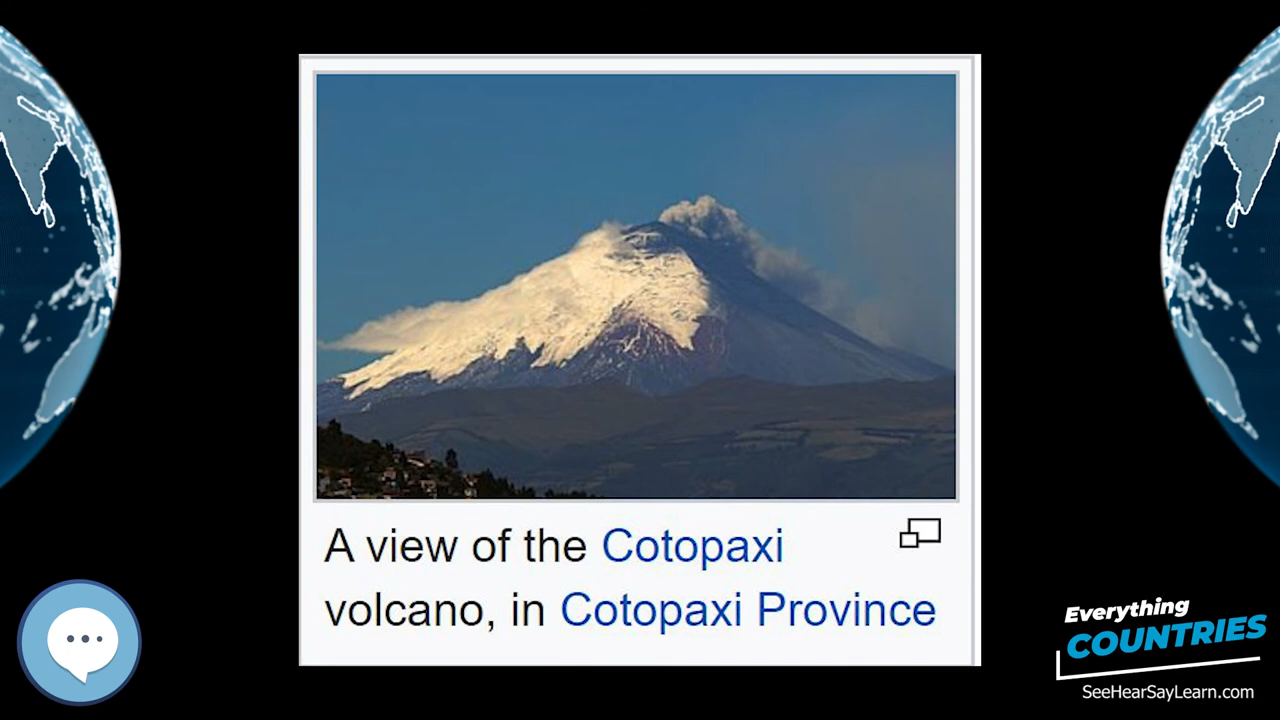 A view of the Cotopaxi
volcano, in Cotopaxi Province
Everything
COUNTRIES
SeeHearSayLearn.com